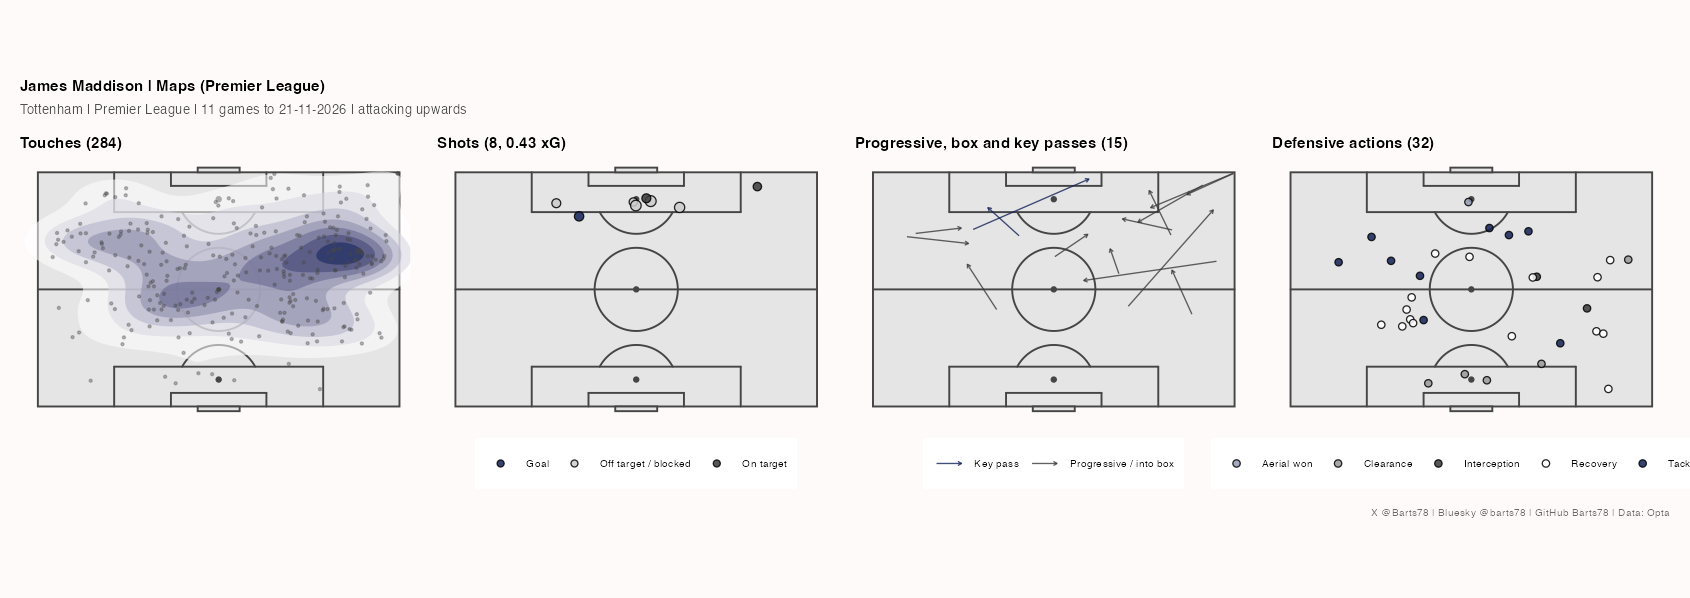 James Maddison | Maps (Premier League)
Tottenham | Premier League | 11 games to 21-11-2026 | attacking upwards
Touches (284)
Shots (8, 0.43 xG)
Progressive, box and key passes (15)
Defensive actions (32)
Goal
Off target / blocked
On target
Key pass
Progressive / into box
Aerial won
Clearance
Interception
Recovery
Tack
X @Barts78 | Bluesky @barts78 | GitHub Barts78 | Data: Opta